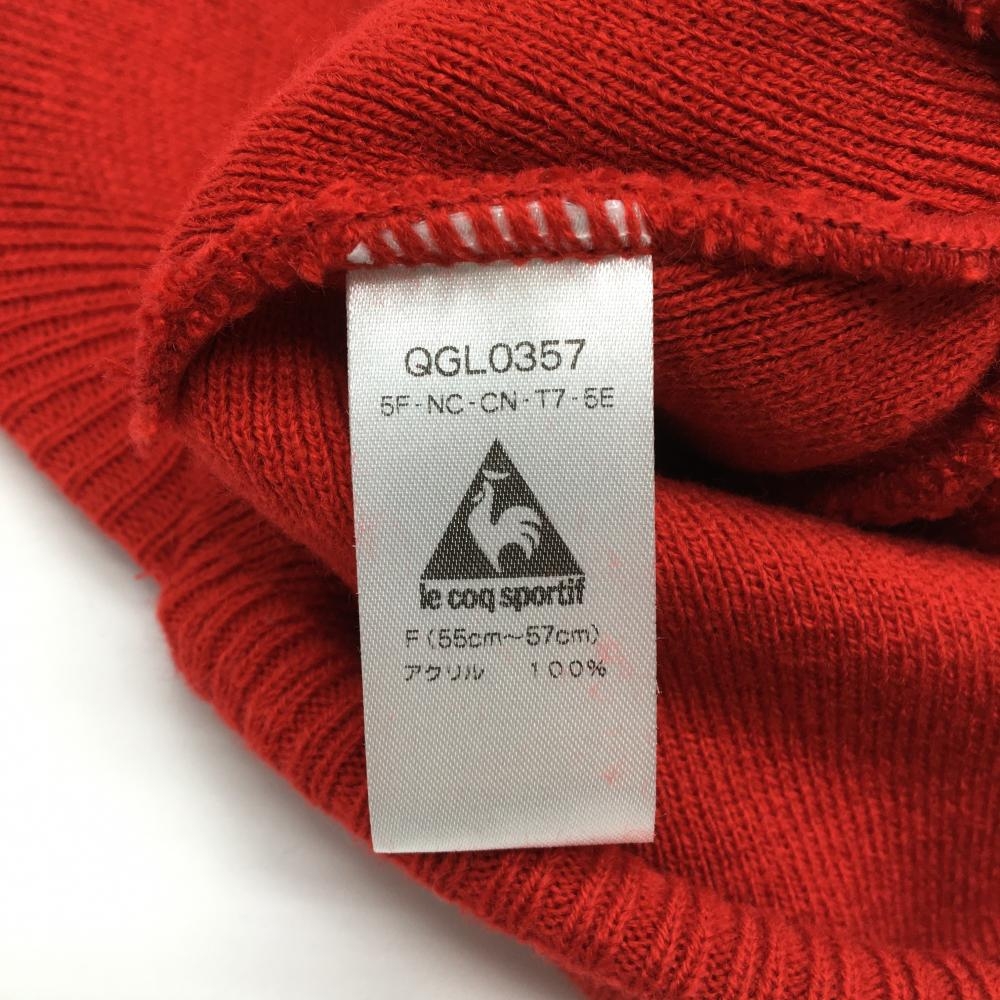 QGL0357
5F-NC-CN-T7-5E
le coq sportif
F (55cm～57cm)
アクリル 100%